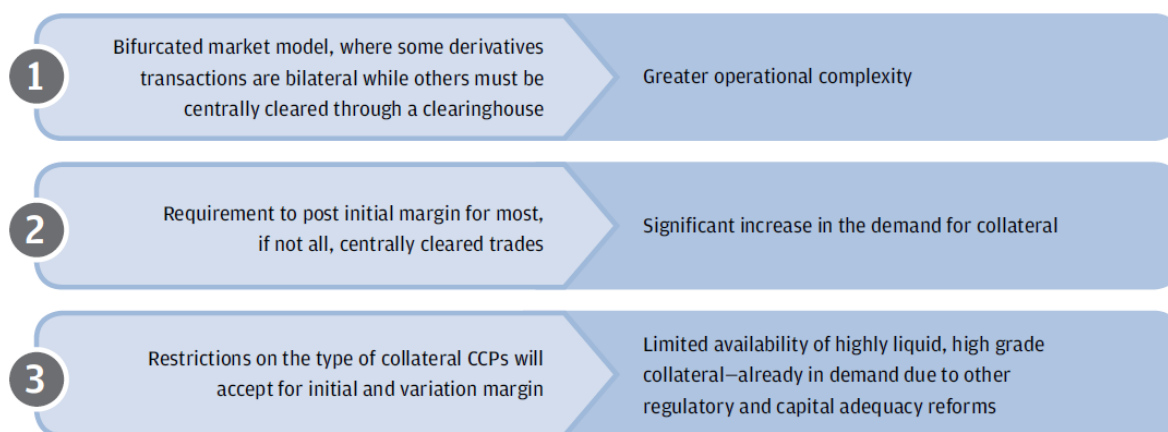 1
Bifurcated market model, where some derivatives
transactions are bilateral while others must be
centrally cleared through a clearinghouse
Greater operational complexity
2
Requirement to post initial margin for most,
if not all, centrally cleared trades
Significant increase in the demand for collateral
3
Restrictions on the type of collateral CCPs will
accept for initial and variation margin
Limited availability of highly liquid, high grade
collateral—already in demand due to other
regulatory and capital adequacy reforms